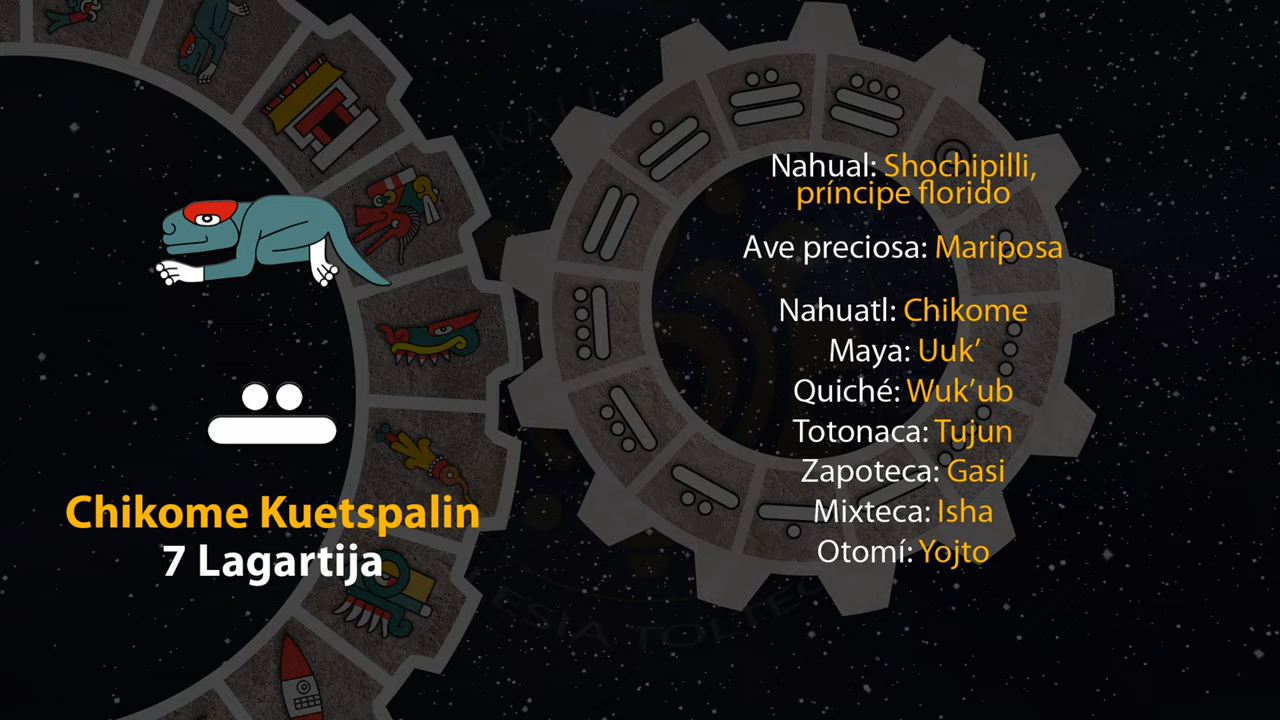 Chikome Kuetspalin
7 Lagartija
Nahual: Shochipilli,
príncipe florido
Ave preciosa: Mariposa
Nahuatl: Chikome
Maya: Uuk’
Quiché: Wuk’ub
Totonaca: Tujun
Zapoteca: Gasi
Mixteca: Isha
Otomí: Yojto